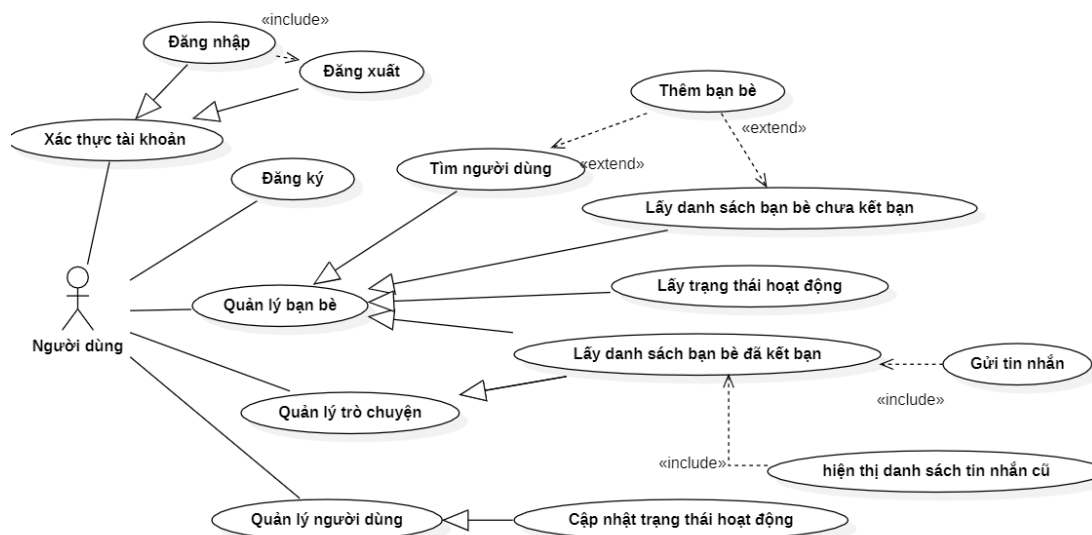 «include»
Đăng nhập
Đăng xuất
Thêm bạn bè
«extend»
Xác thực tài khoản
Tìm người dùng
«extend»
Đăng ký
Lấy danh sách bạn bè chưa kết bạn
Lấy trạng thái hoạt động
Quản lý bạn bè
Người dùng
Lấy danh sách bạn bè đã kết bạn
Gửi tin nhắn
«include»
Quản lý trò chuyện
«include»
hiện thị danh sách tin nhắn cũ
Quản lý người dùng
Cập nhật trạng thái hoạt động